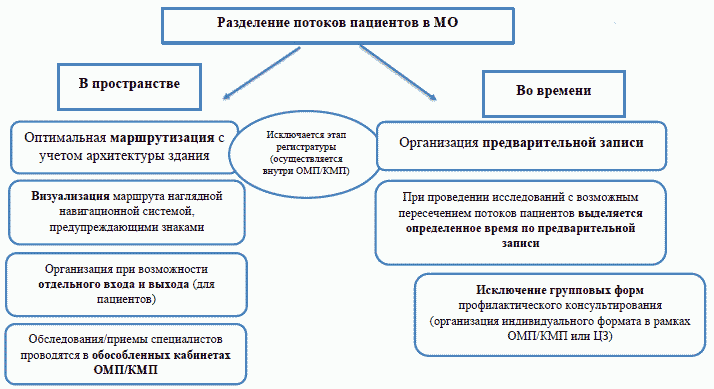 Разделение потоков пациентов в МО
В пространстве
Во времени
Оптимальная маршрутизация с
учетом архитектуры здания
Исключается этап
регистратуры
(осуществляется
внутри ОМП/КМП)
Организация предварительной записи
Визуализация маршрута наглядной
навигационной системой,
предупреждающими знаками
При проведении исследований с возможным
пересечением потоков пациентов выделяется
определенное время по предварительной
записи
Организация при возможности
отдельного входа и выхода (для
пациентов)
Исключение групповых форм
профилактического консультирования
(организация индивидуального формата в рамках
ОМП/КМП или ЦЗ)
Обследования/приемы специалистов
проводятся в обособленных кабинетах
ОМП/КМП